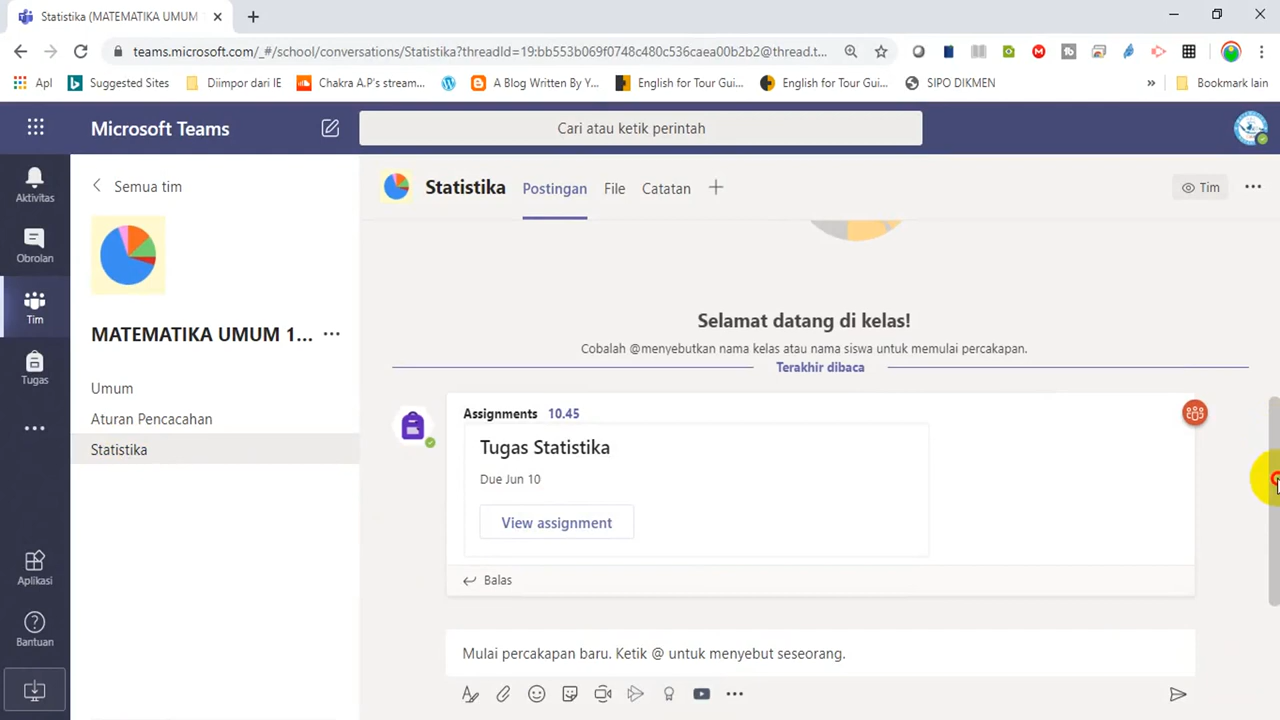 Statistika (MATEMATIKA UMUM
teams.microsoft.com/_#/school/conversations/Statistika?threadId=19:bb553b069f0748c480c536caea00b2b2@thread.t...
Apl
Suggested Sites
Diimpor dari IE
Chakra A.P's stream...
A Blog Written By Y...
English for Tour Gui...
English for Tour Gui...
SIPO DIKMEN
»
Bookmark lain
Microsoft Teams
Cari atau ketik perintah
Aktivitas
Obrolan
Tim
Tugas
Aplikasi
Bantuan
Semua tim
MATEMATIKA UMUM 1...
Umum
Aturan Pencacahan
Statistika
Statistika Postingan File Catatan
Tim
Selamat datang di kelas!
Cobalah @menyebutkan nama kelas atau nama siswa untuk memulai percakapan.
Terakhir dibaca
Assignments 10.45
Tugas Statistika
Due Jun 10
View assignment
Balas
Mulai percakapan baru. Ketik @ untuk menyebut seseorang.